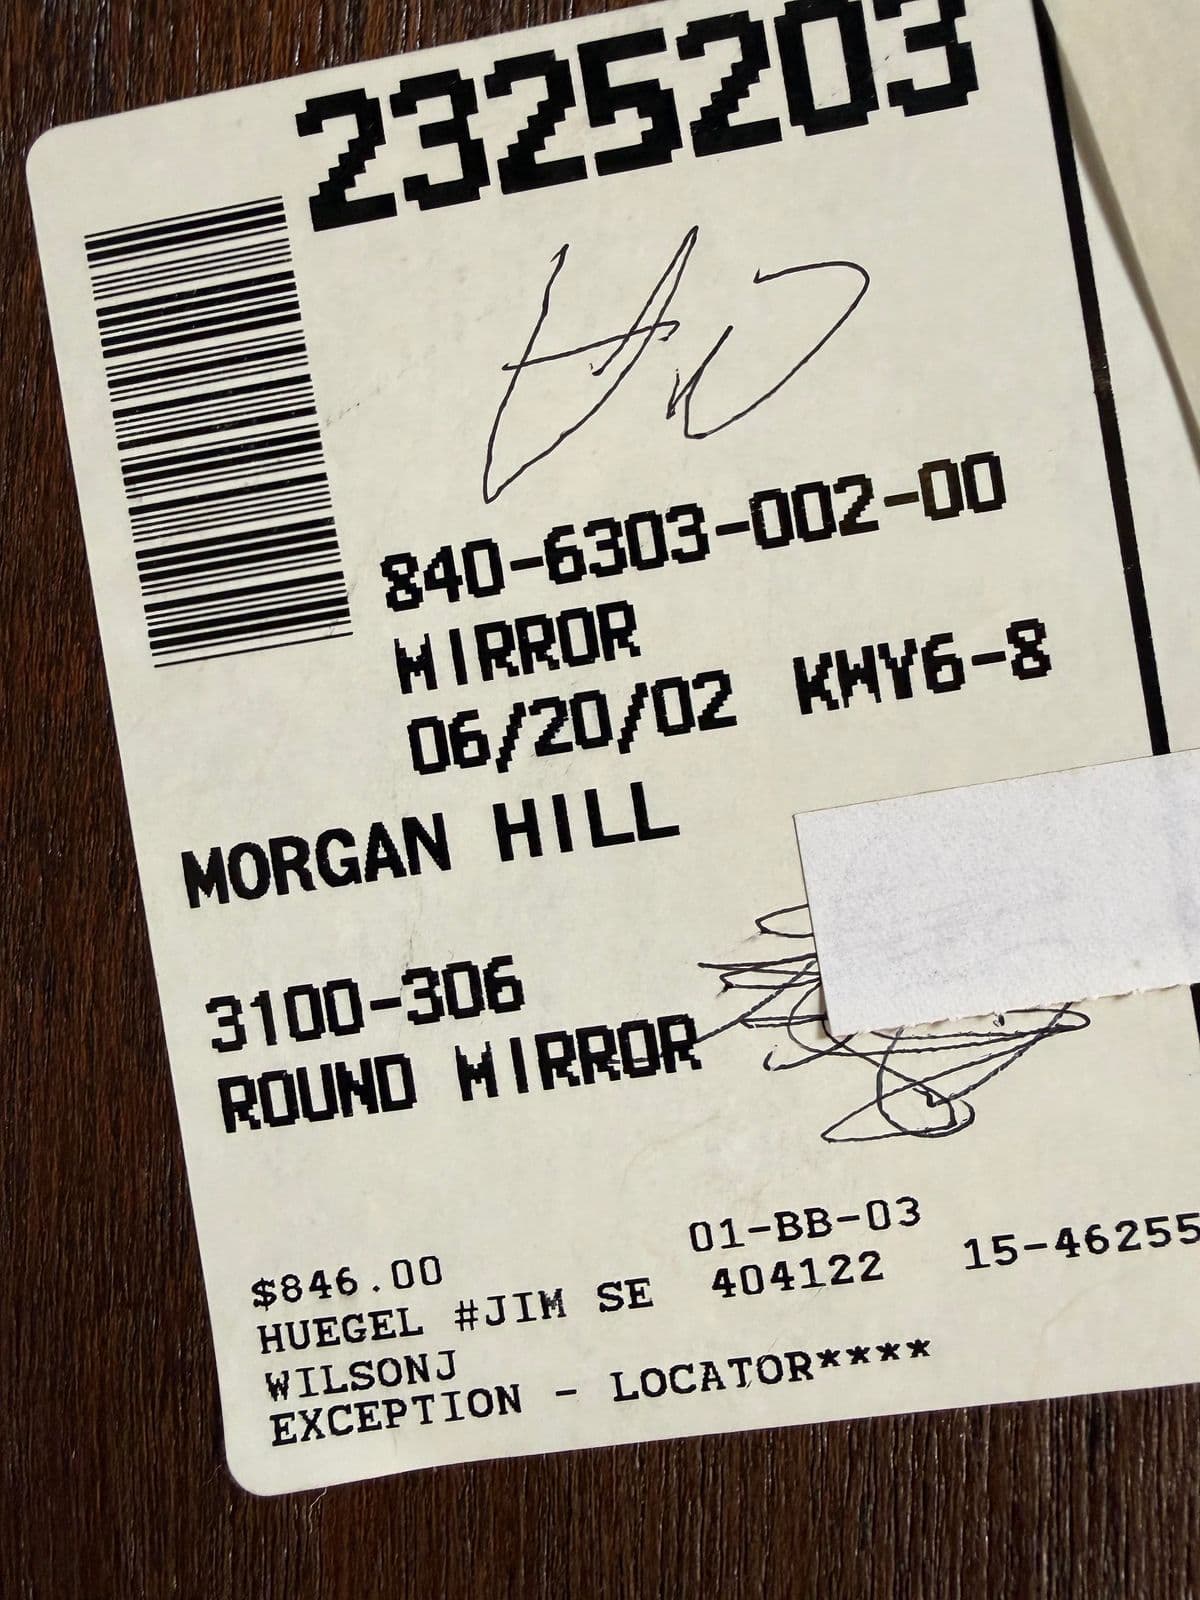 2325203
840-6303-002-00
MIRROR
06/20/02 KWV6-8
MORGAN HILL
3100-306
ROUND MIRROR
01-BB-03
$846.00
HUEGEL #JIM SE 404122 15-46255
WILSONJ
EXCEPTION - LOCATOR****